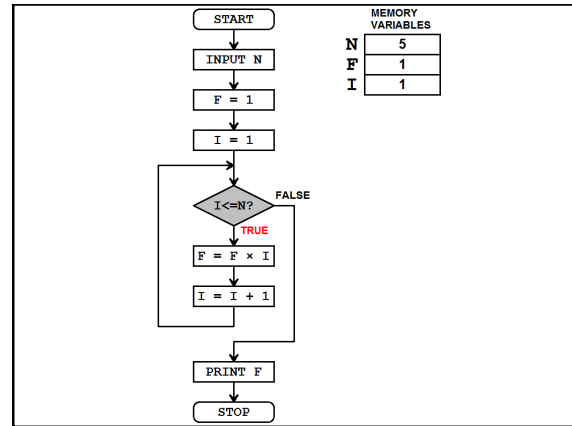 START
INPUT N
F = 1
I = 1
I<=N?
FALSE
TRUE
F = F × I
I = I + 1
PRINT F
STOP
MEMORY
VARIABLES
N 5
F 1
I 1